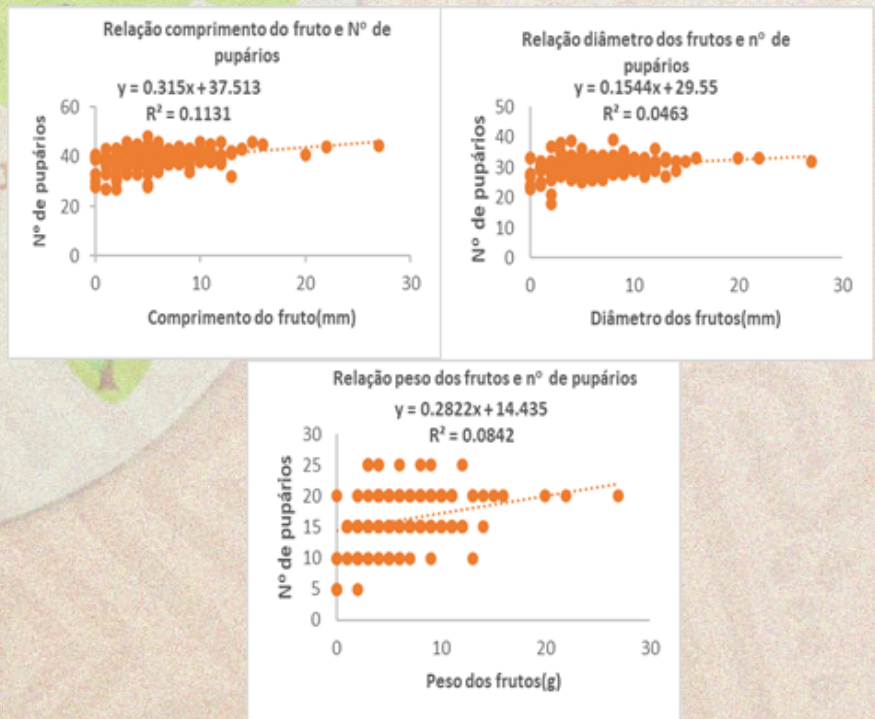 Relação comprimento do fruto e Nº de
pupários
y = 0.315x + 37.513
R² = 0.1131
Nº de pupários
60
40
20
0
0 10 20 30
Comprimento do fruto(mm)
Relação diâmetro dos frutos e nº de
pupários
y = 0.1544x + 29.55
R² = 0.0463
Nº de pupários
50
40
30
20
10
0
0 10 20 30
Diâmetro dos frutos(mm)
Relação peso dos frutos e nº de pupários
y = 0.2822x + 14.435
R² = 0.0842
Nº de pupários
30
25
20
15
10
5
0
0 10 20 30
Peso dos frutos(g)